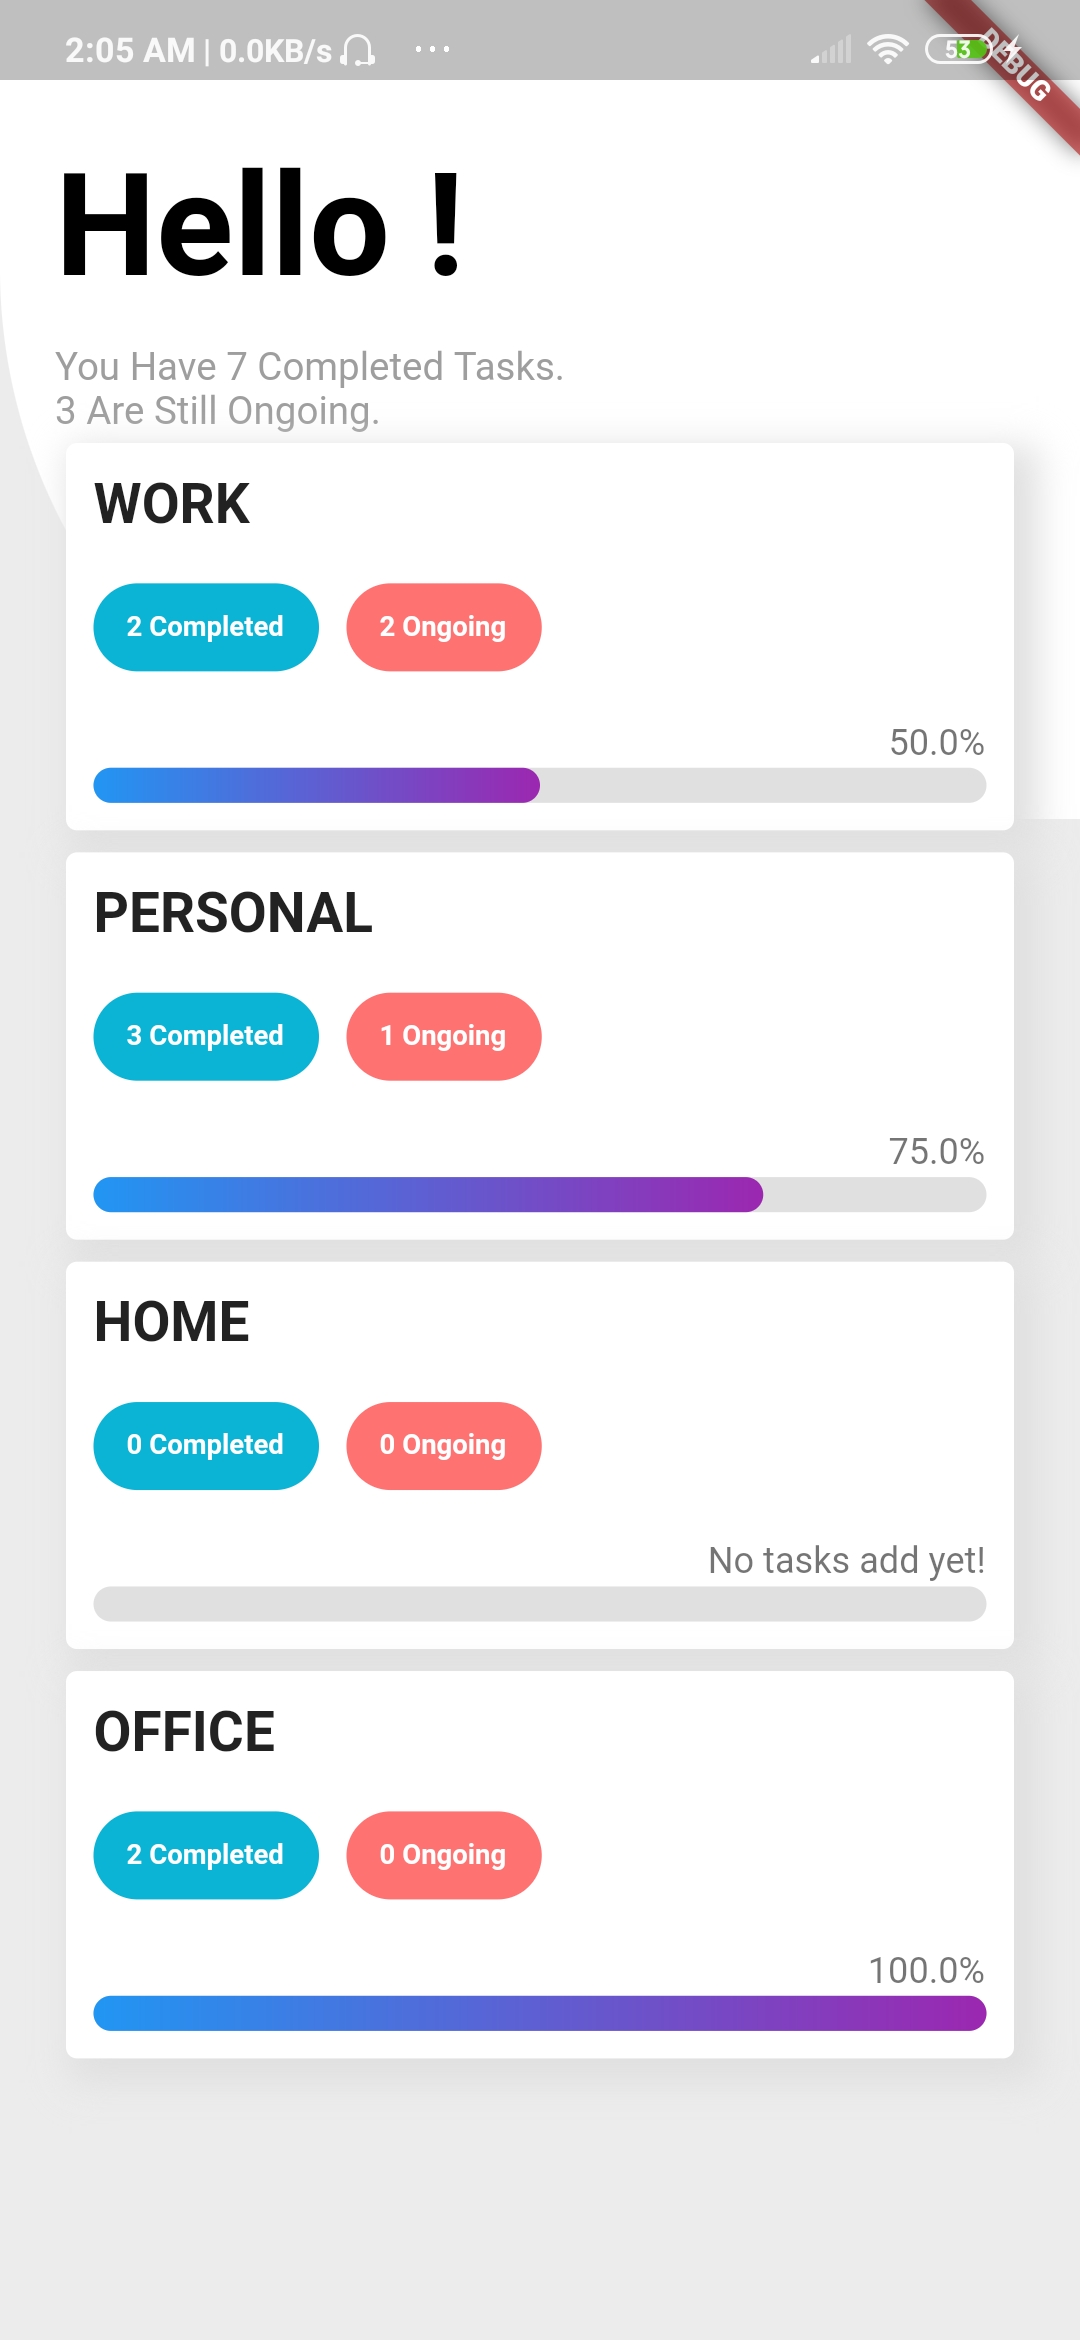 2:05 AM | 0.0KB/s ... 53
DEBUG
Hello !
You Have 7 Completed Tasks.
3 Are Still Ongoing.
WORK
2 Completed 2 Ongoing
50.0%
PERSONAL
3 Completed 1 Ongoing
75.0%
HOME
0 Completed 0 Ongoing
No tasks add yet!
OFFICE
2 Completed 0 Ongoing
100.0%